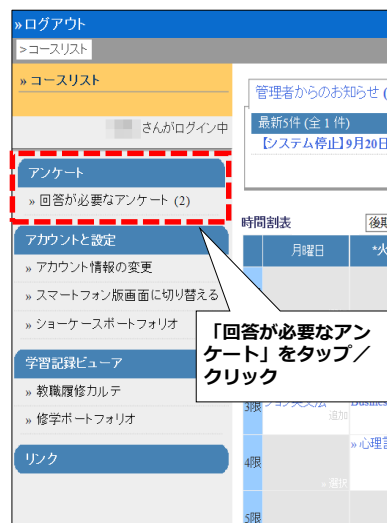 »ログアウト
>コースリスト
» コースリスト
さんがログイン中
アンケート
» 回答が必要なアンケート (2)
アカウントと設定
» アカウント情報の変更
» スマートフォン版画面に切り替える
» ショーケースポートフォリオ
学習記録ビューア
» 教職履修カルテ
» 修学ポートフォリオ
リンク
管理者からのお知らせ (
最新5件 (全 1 件)
【システム停止】9月20日
時間割表
後期
月曜日
*火
「回答が必要なアン
ケート」をタップ／
クリック
3限
追加
» 心理言
4限
» 選択
5限